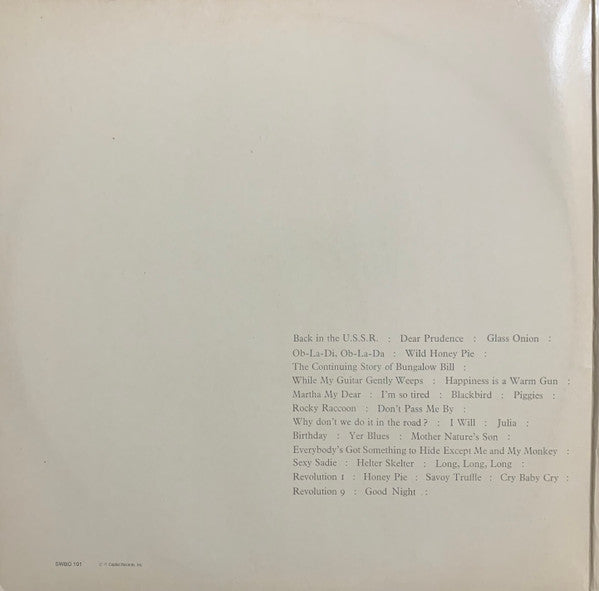 Back in the U.S.S.R. : Dear Prudence : Glass Onion :
Ob-La-Di, Ob-La-Da : Wild Honey Pie :
The Continuing Story of Bungalow Bill :
While My Guitar Gently Weeps : Happiness is a Warm Gun :
Martha My Dear : I'm so tired : Blackbird : Piggies :
Rocky Raccoon : Don't Pass Me By :
Why don't we do it in the road? : I Will : Julia :
Birthday : Yer Blues : Mother Nature's Son :
Everybody's Got Something to Hide Except Me and My Monkey :
Sexy Sadie : Helter Skelter : Long, Long, Long :
Revolution 1 : Honey Pie : Savoy Truffle : Cry Baby Cry :
Revolution 9 : Good Night :
SWBO 101 Capitol Records, Inc.